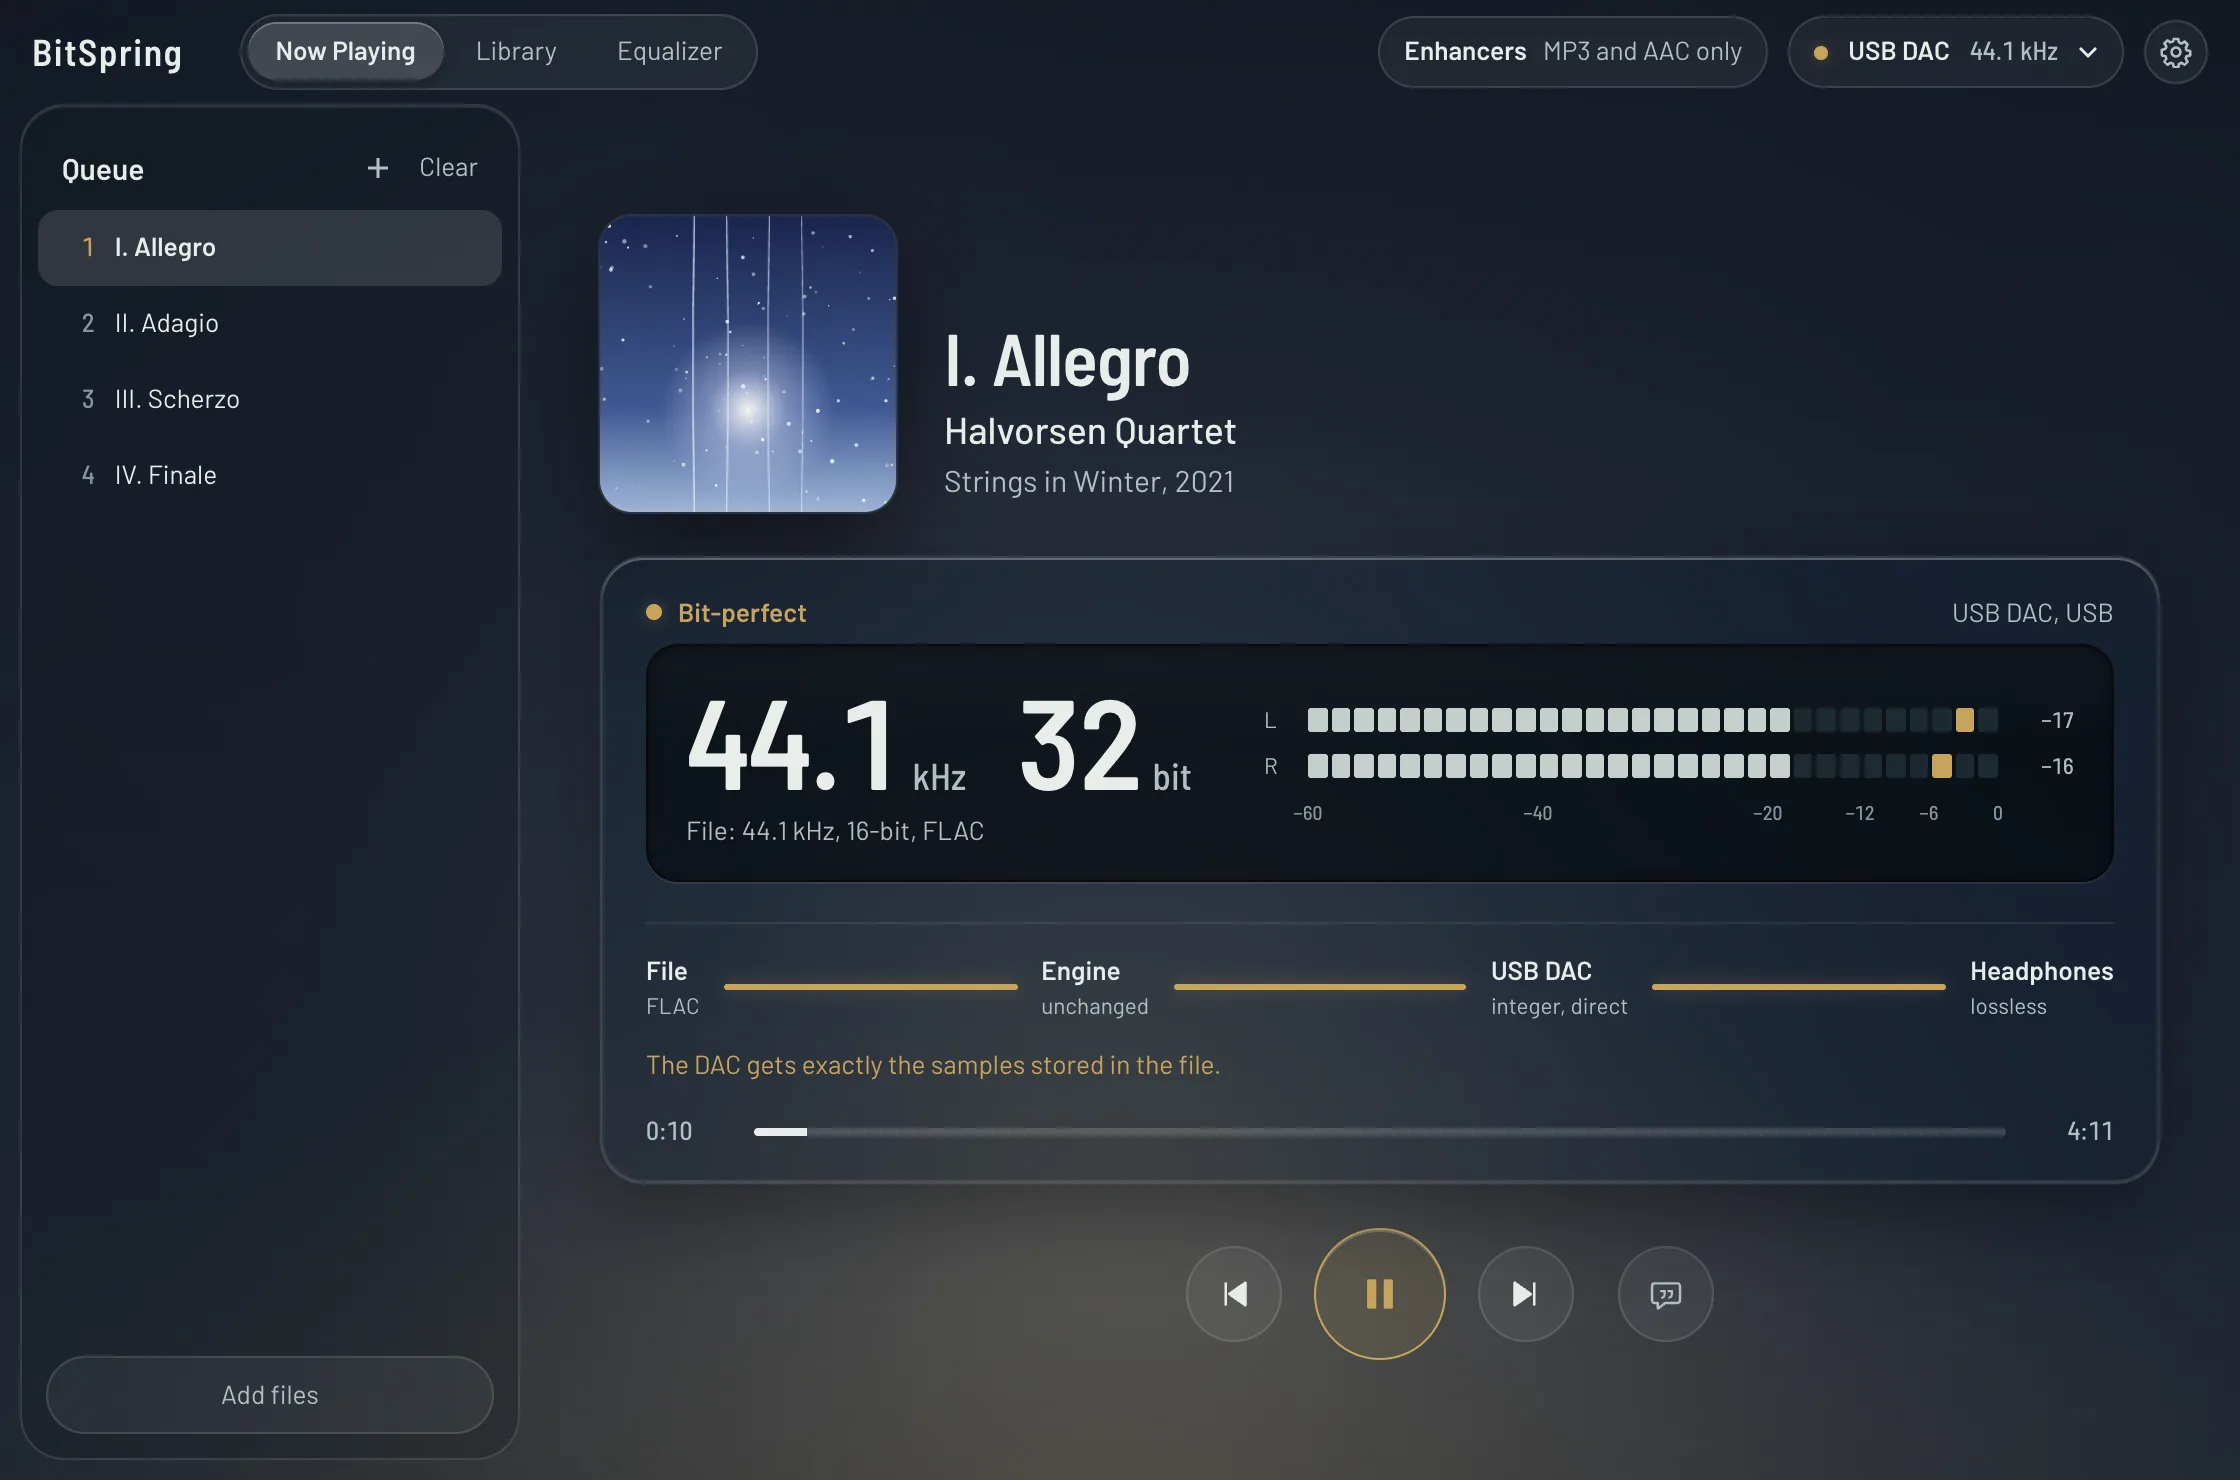 BitSpring
Now Playing
Library
Equalizer
Enhancers MP3 and AAC only
USB DAC 44.1 kHz
Queue
+ Clear
1 I. Allegro
2 II. Adagio
3 III. Scherzo
4 IV. Finale
Add files
I. Allegro
Halvorsen Quartet
Strings in Winter, 2021
Bit-perfect
USB DAC, USB
44.1 kHz 32 bit
File: 44.1 kHz, 16-bit, FLAC
L −17
R −16
−60 −40 −20 −12 −6 0
File
FLAC
Engine
unchanged
USB DAC
integer, direct
Headphones
lossless
The DAC gets exactly the samples stored in the file.
0:10 4:11